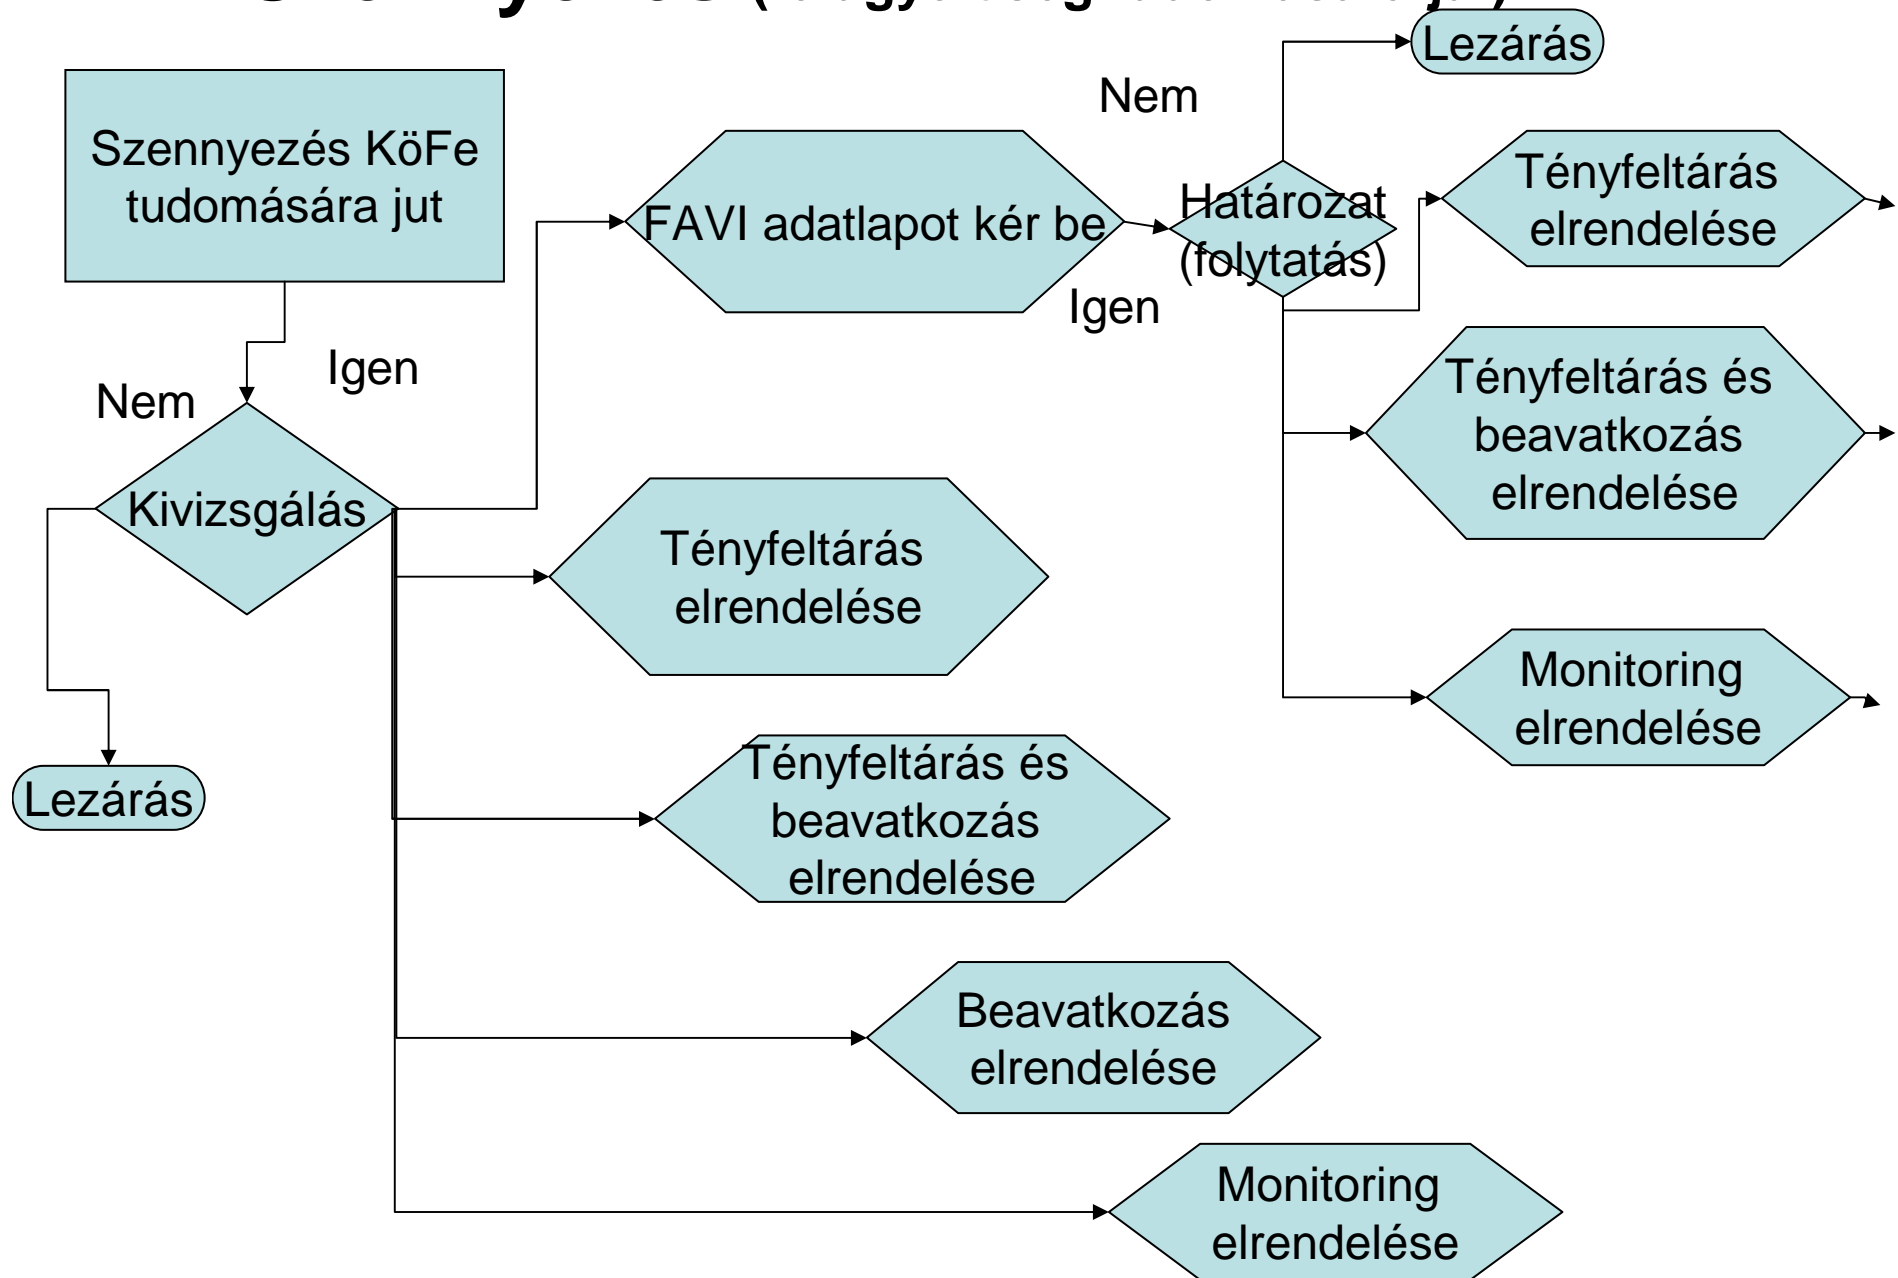 Lezárás
Nem
Szennyezés KöFe
tudomására jut
FAVI adatlapot kér be
Határozat
(folytatás)
Tényfeltárás
elrendelése
Igen
Igen
Nem
Tényfeltárás és
beavatkozás
elrendelése
Kivizsgálás
Tényfeltárás
elrendelése
Monitoring
elrendelése
Lezárás
Tényfeltárás és
beavatkozás
elrendelése
Beavatkozás
elrendelése
Monitoring
elrendelése